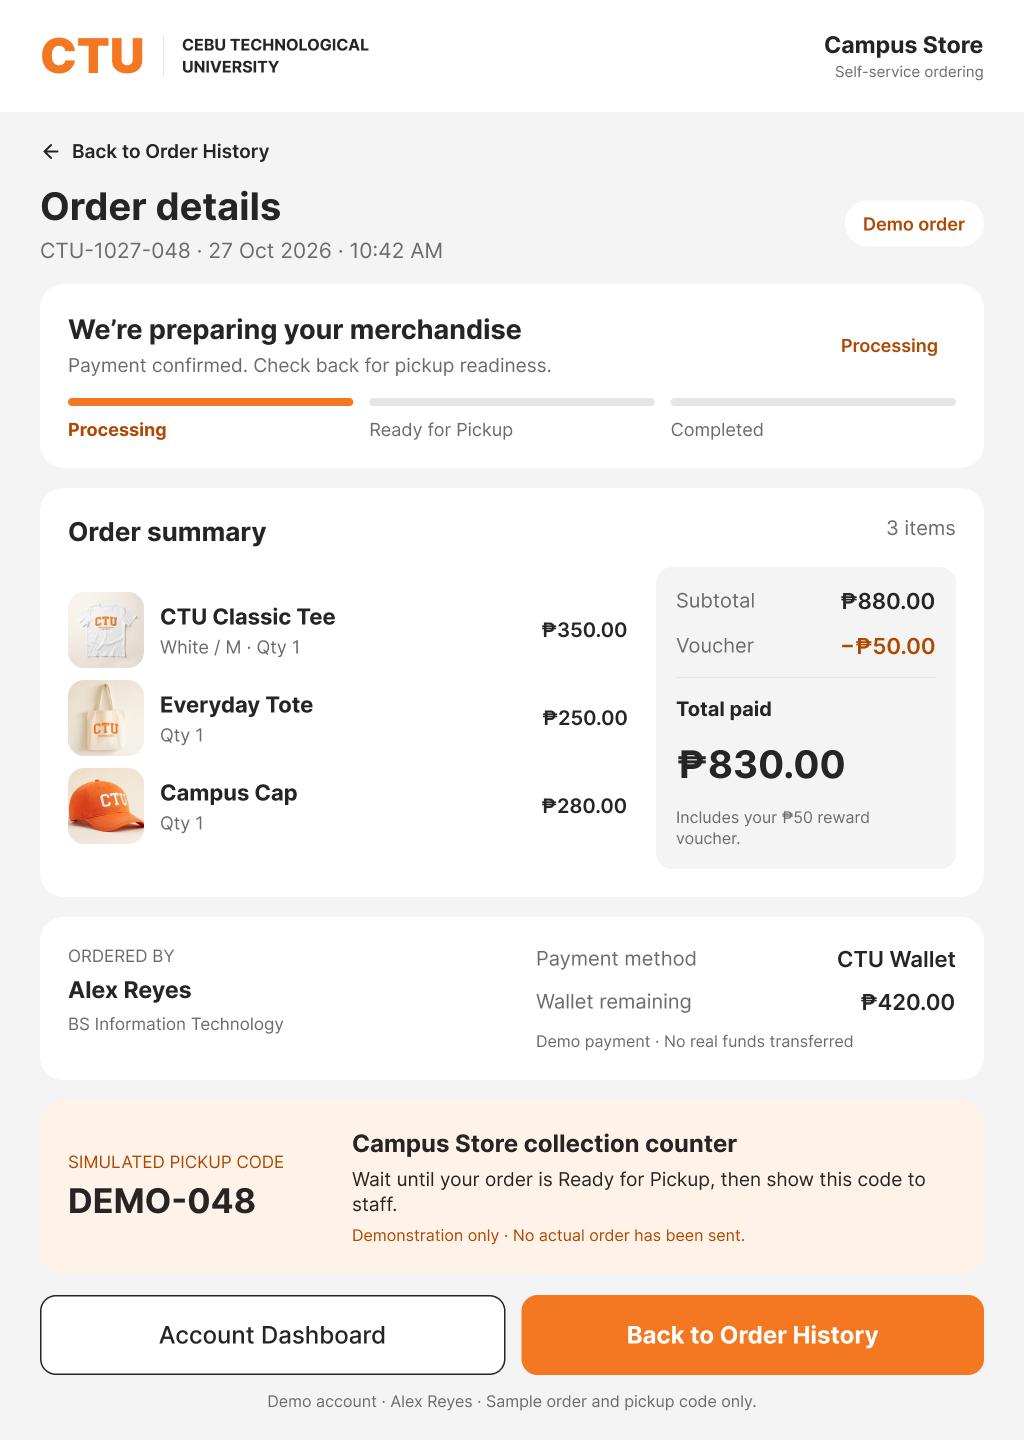 CTU
CEBU TECHNOLOGICAL
UNIVERSITY
Campus Store
Self-service ordering
← Back to Order History
Order details
CTU-1027-048 · 27 Oct 2026 · 10:42 AM
Demo order
We’re preparing your merchandise
Payment confirmed. Check back for pickup readiness.
Processing
Processing
Ready for Pickup
Completed
Order summary
3 items
CTU
CTU Classic Tee
White / M · Qty 1
₱350.00
CTU
Everyday Tote
Qty 1
₱250.00
CTU
Campus Cap
Qty 1
₱280.00
Subtotal ₱880.00
Voucher −₱50.00
Total paid
₱830.00
Includes your ₱50 reward
voucher.
ORDERED BY
Alex Reyes
BS Information Technology
Payment method CTU Wallet
Wallet remaining ₱420.00
Demo payment · No real funds transferred
SIMULATED PICKUP CODE
DEMO-048
Campus Store collection counter
Wait until your order is Ready for Pickup, then show this code to
staff.
Demonstration only · No actual order has been sent.
Account Dashboard
Back to Order History
Demo account · Alex Reyes · Sample order and pickup code only.